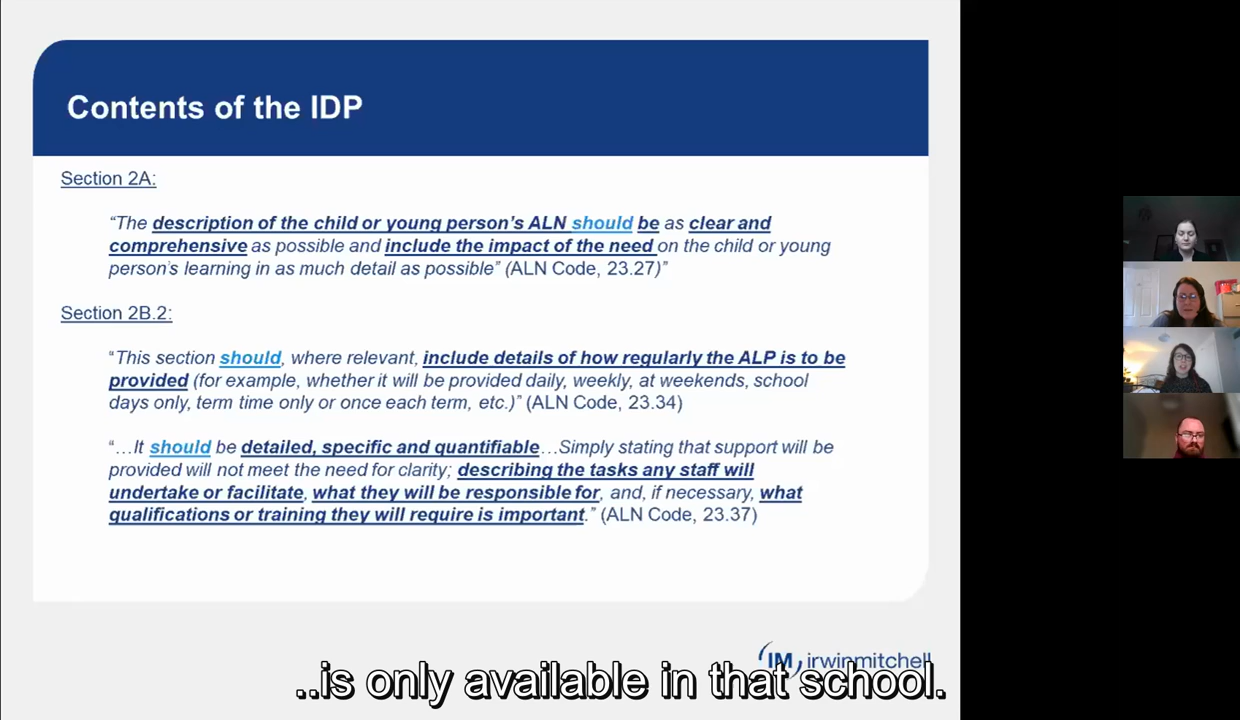 Contents of the IDP
Section 2A:
“The description of the child or young person’s ALN should be as clear and
comprehensive as possible and include the impact of the need on the child or young
person’s learning in as much detail as possible” (ALN Code, 23.27)”
Section 2B.2:
“This section should, where relevant, include details of how regularly the ALP is to be
provided (for example, whether it will be provided daily, weekly, at weekends, school
days only, term time only or once each term, etc.)” (ALN Code, 23.34)
“…It should be detailed, specific and quantifiable…Simply stating that support will be
provided will not meet the need for clarity; describing the tasks any staff will
undertake or facilitate, what they will be responsible for, and, if necessary, what
qualifications or training they will require is important.” (ALN Code, 23.37)
IM irwinmitchell
..is only available in that school.